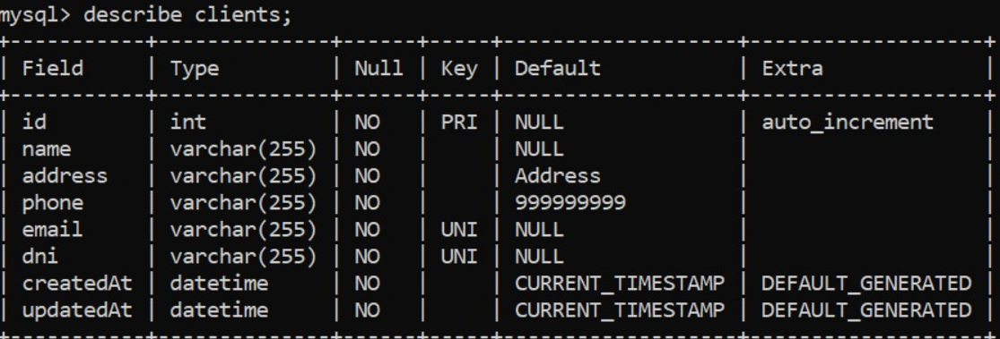 mysql> describe clients;
+-----------+--------------+------+-----+-------------------+-------------------+
| Field     | Type         | Null | Key | Default           | Extra             |
+-----------+--------------+------+-----+-------------------+-------------------+
| id        | int          | NO   | PRI | NULL              | auto_increment    |
| name      | varchar(255) | NO   |     | NULL              |                   |
| address   | varchar(255) | NO   |     | Address           |                   |
| phone     | varchar(255) | NO   |     | 999999999         |                   |
| email     | varchar(255) | NO   | UNI | NULL              |                   |
| dni       | varchar(255) | NO   | UNI | NULL              |                   |
| createdAt | datetime     | NO   |     | CURRENT_TIMESTAMP | DEFAULT_GENERATED |
| updatedAt | datetime     | NO   |     | CURRENT_TIMESTAMP | DEFAULT_GENERATED |
+-----------+--------------+------+-----+-------------------+-------------------+